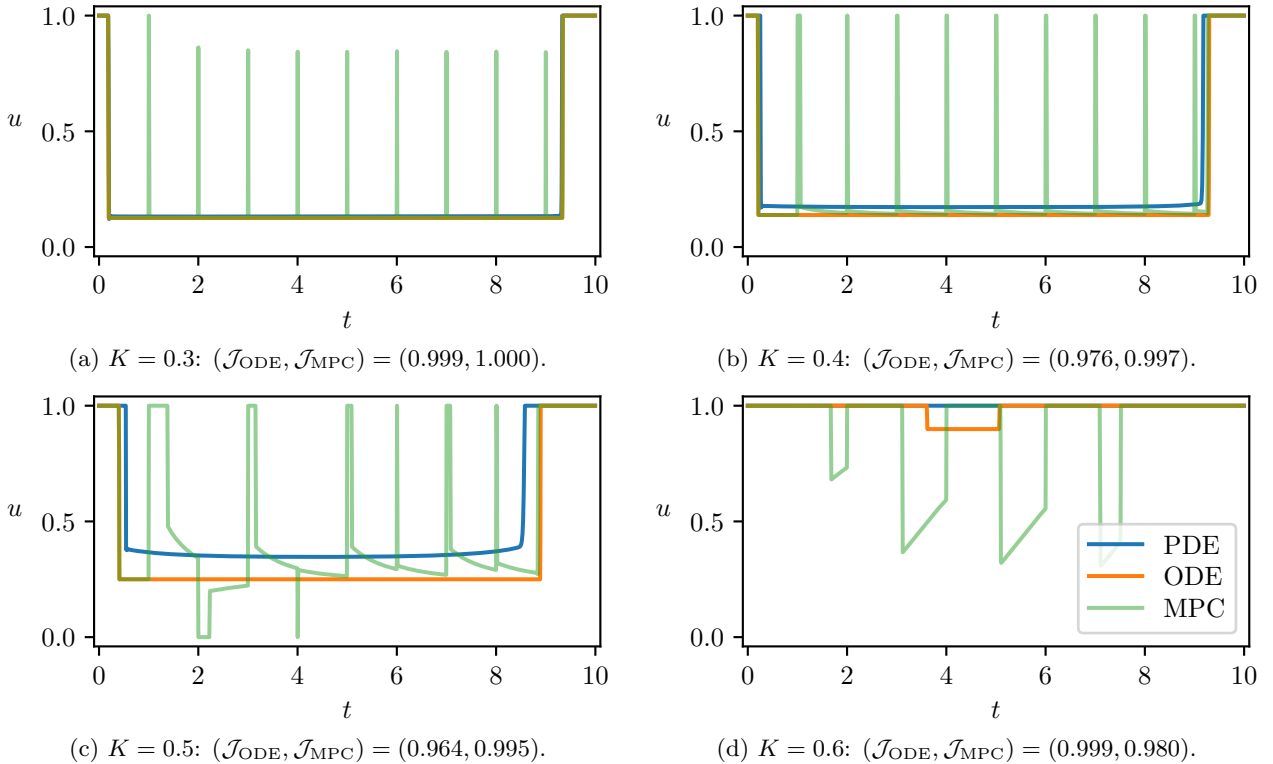 1.0
u 0.5
0.0
0 2 4 6 8 10
t
(a) K = 0.3: (𝒥ODE, 𝒥MPC) = (0.999, 1.000).
1.0
u 0.5
0.0
0 2 4 6 8 10
t
(b) K = 0.4: (𝒥ODE, 𝒥MPC) = (0.976, 0.997).
1.0
u 0.5
0.0
0 2 4 6 8 10
t
(c) K = 0.5: (𝒥ODE, 𝒥MPC) = (0.964, 0.995).
1.0
u 0.5
0.0
PDE
ODE
MPC
0 2 4 6 8 10
t
(d) K = 0.6: (𝒥ODE, 𝒥MPC) = (0.999, 0.980).